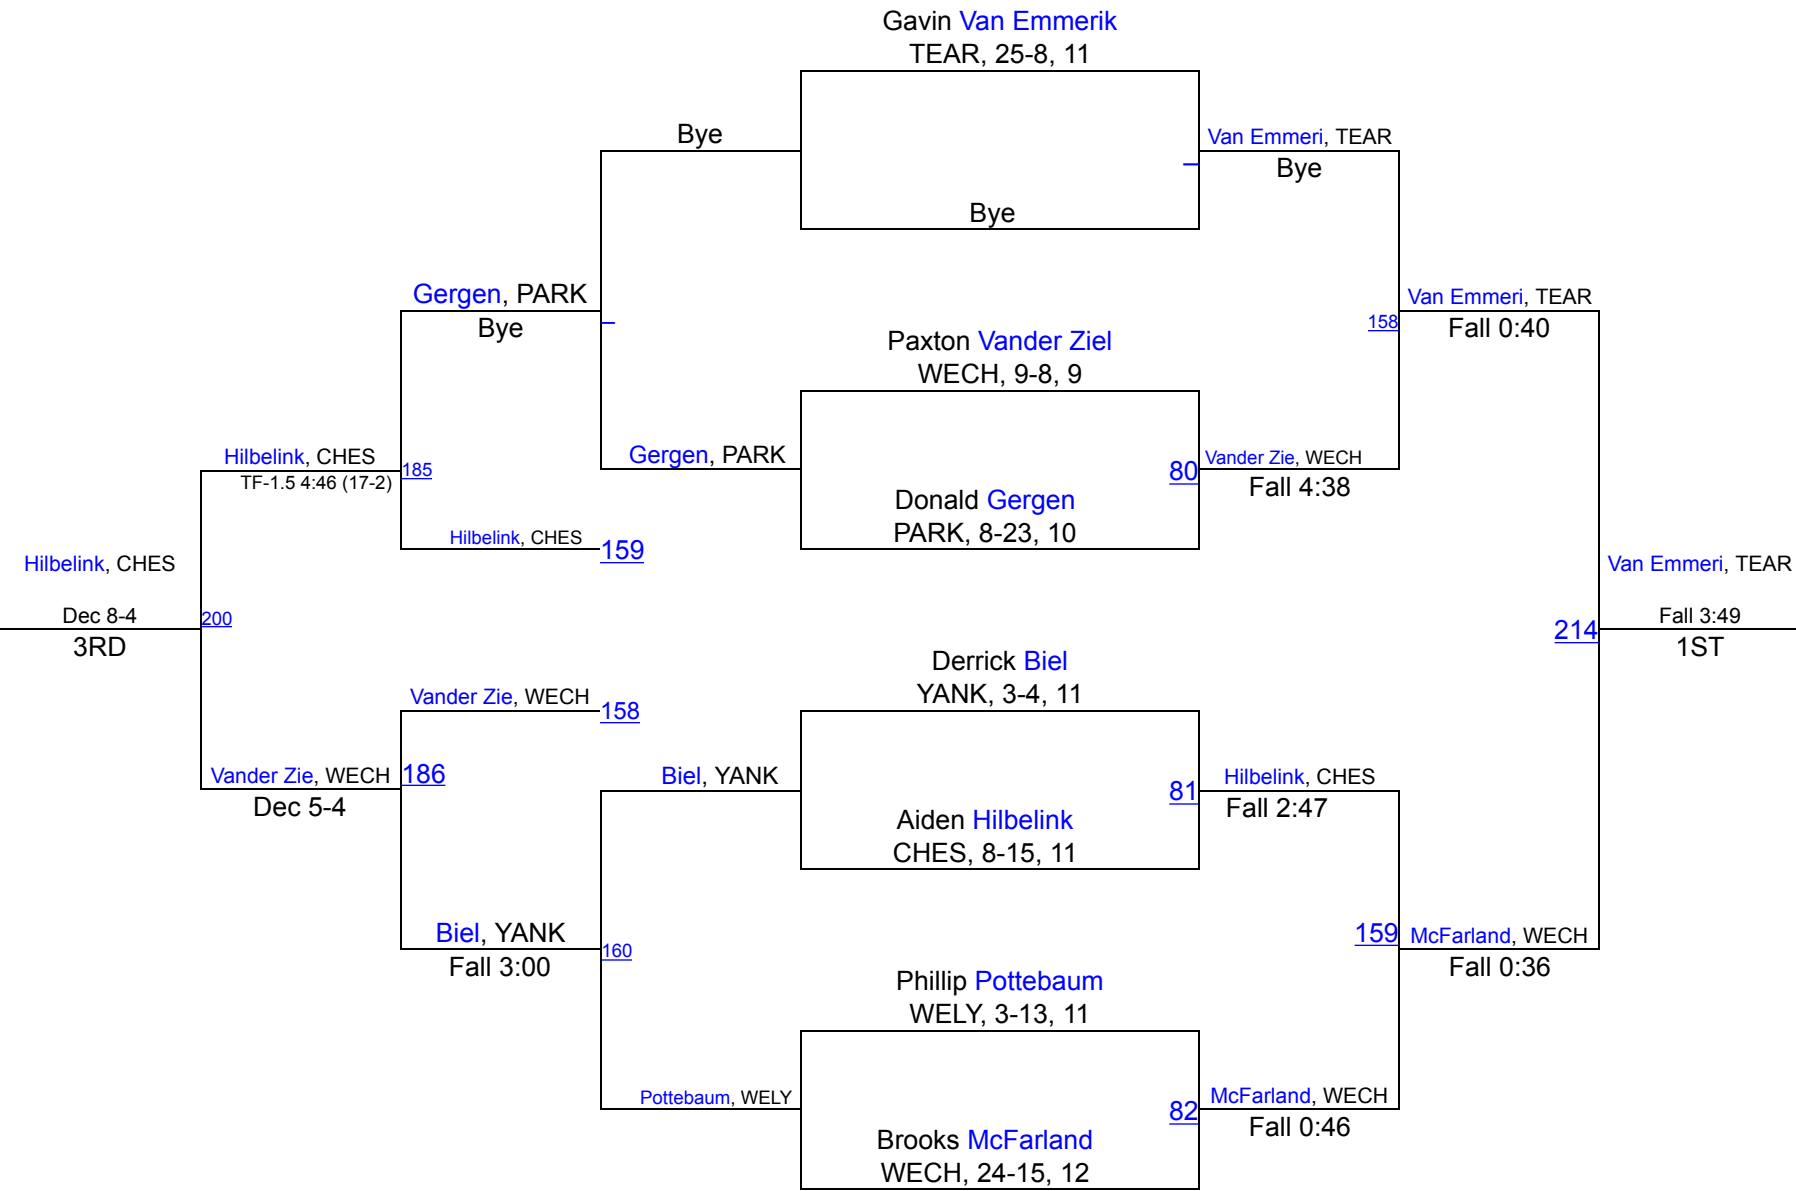 Gavin Van Emmerik
TEAR, 25-8, 11
Bye
Van Emmeri, TEAR
Bye
Bye
Gergen, PARK
Bye
Van Emmeri, TEAR
158
Fall 0:40
Paxton Vander Ziel
WECH, 9-8, 9
Hilbelink, CHES
TF-1.5 4:46 (17-2)
185
Gergen, PARK
80
Vander Zie, WECH
Fall 4:38
Donald Gergen
PARK, 8-23, 10
Hilbelink, CHES
159
Hilbelink, CHES
Dec 8-4
3RD
200
Van Emmeri, TEAR
214
Fall 3:49
1ST
Derrick Biel
YANK, 3-4, 11
Vander Zie, WECH
158
Vander Zie, WECH
Dec 5-4
186
Biel, YANK
81
Hilbelink, CHES
Fall 2:47
Aiden Hilbelink
CHES, 8-15, 11
Biel, YANK
Fall 3:00
160
159
McFarland, WECH
Fall 0:36
Phillip Pottebaum
WELY, 3-13, 11
Pottebaum, WELY
82
McFarland, WECH
Fall 0:46
Brooks McFarland
WECH, 24-15, 12